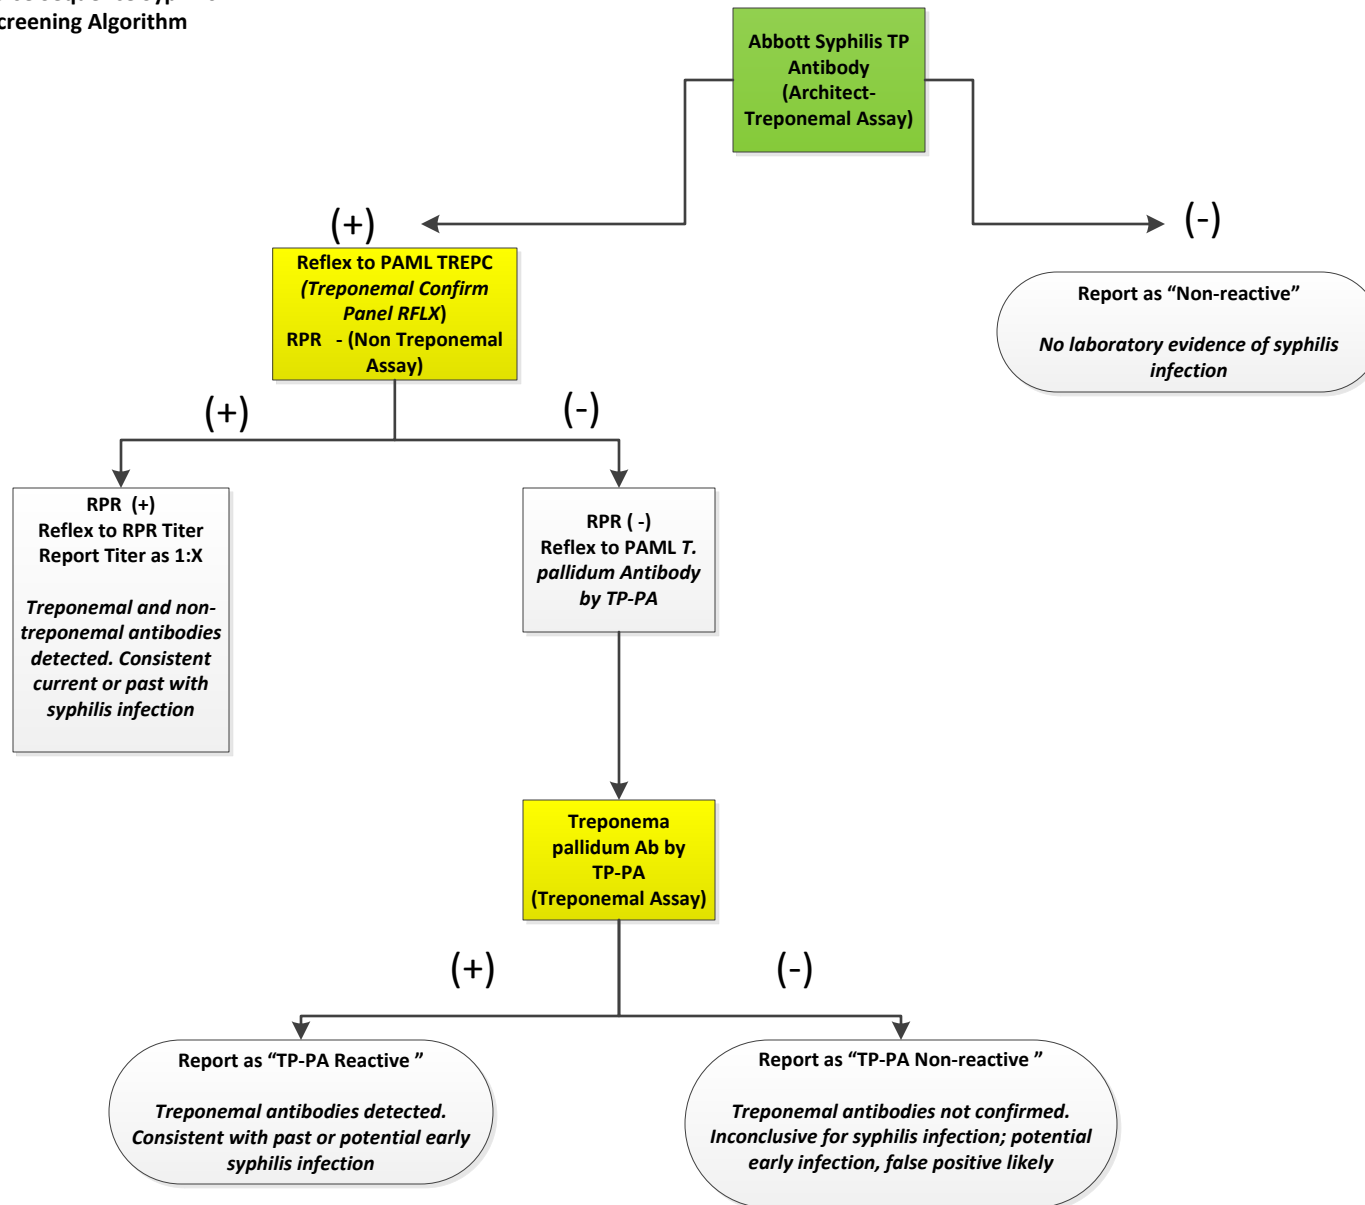 Screening Algorithm
Abbott Syphilis TP
Antibody
(Architect-
Treponemal Assay)
(+)
(-)
Reflex to PAML TREPC
(Treponemal Confirm
Panel RFLX)
RPR - (Non Treponemal
Assay)
Report as “Non-reactive”
No laboratory evidence of syphilis
infection
(+)
(-)
RPR (+)
Reflex to RPR Titer
Report Titer as 1:X
Treponemal and non-
treponemal antibodies
detected. Consistent
current or past with
syphilis infection
RPR ( -)
Reflex to PAML T.
pallidum Antibody
by TP-PA
Treponema
pallidum Ab by
TP-PA
(Treponemal Assay)
(+)
(-)
Report as “TP-PA Reactive ”
Treponemal antibodies detected.
Consistent with past or potential early
syphilis infection
Report as “TP-PA Non-reactive ”
Treponemal antibodies not confirmed.
Inconclusive for syphilis infection; potential
early infection, false positive likely